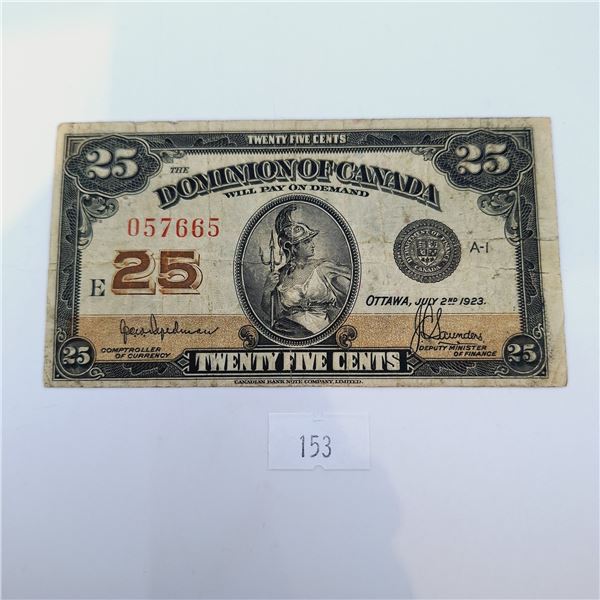 TWENTY FIVE CENTS
25 25
THE DOMINION OF CANADA
WILL PAY ON DEMAND
057665
A-1
E 25
OTTAWA, JULY 2ND 1923.
J.C. Saunders
COMPTROLLER OF CURRENCY
DEPUTY MINISTER OF FINANCE
25 TWENTY FIVE CENTS 25
CANADIAN BANK NOTE COMPANY, LIMITED.
153